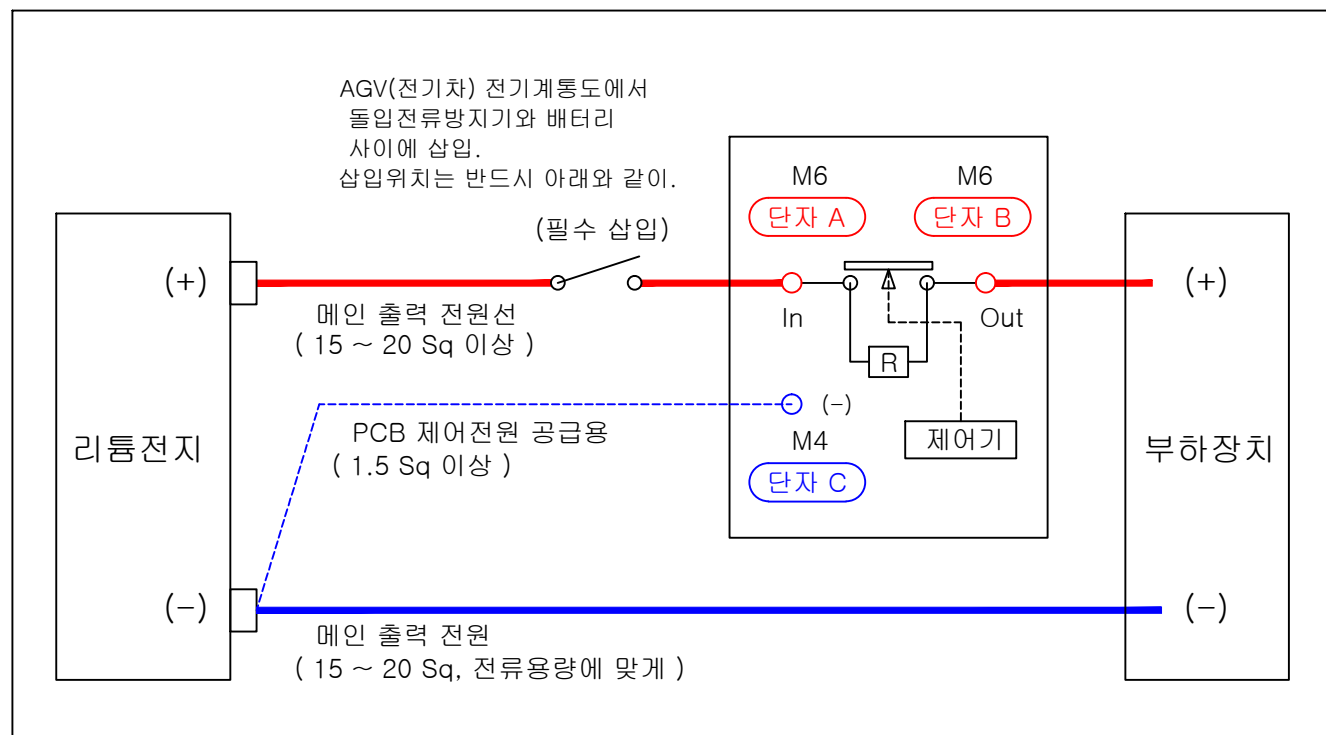 AGV(전기차) 전기계통도에서
돌입전류방지기와 배터리
사이에 삽입.
삽입위치는 반드시 아래와 같이.
(필수 삽입)
M6
M6
단자 A
단자 B
(+)
(+)
메인 출력 전원선
( 15 ~ 20 Sq 이상 )
In
Out
R
(-)
PCB 제어전원 공급용
( 1.5 Sq 이상 )
M4
제어기
단자 C
리튬전지
부하장치
(-)
(-)
메인 출력 전원
( 15 ~ 20 Sq, 전류용량에 맞게 )